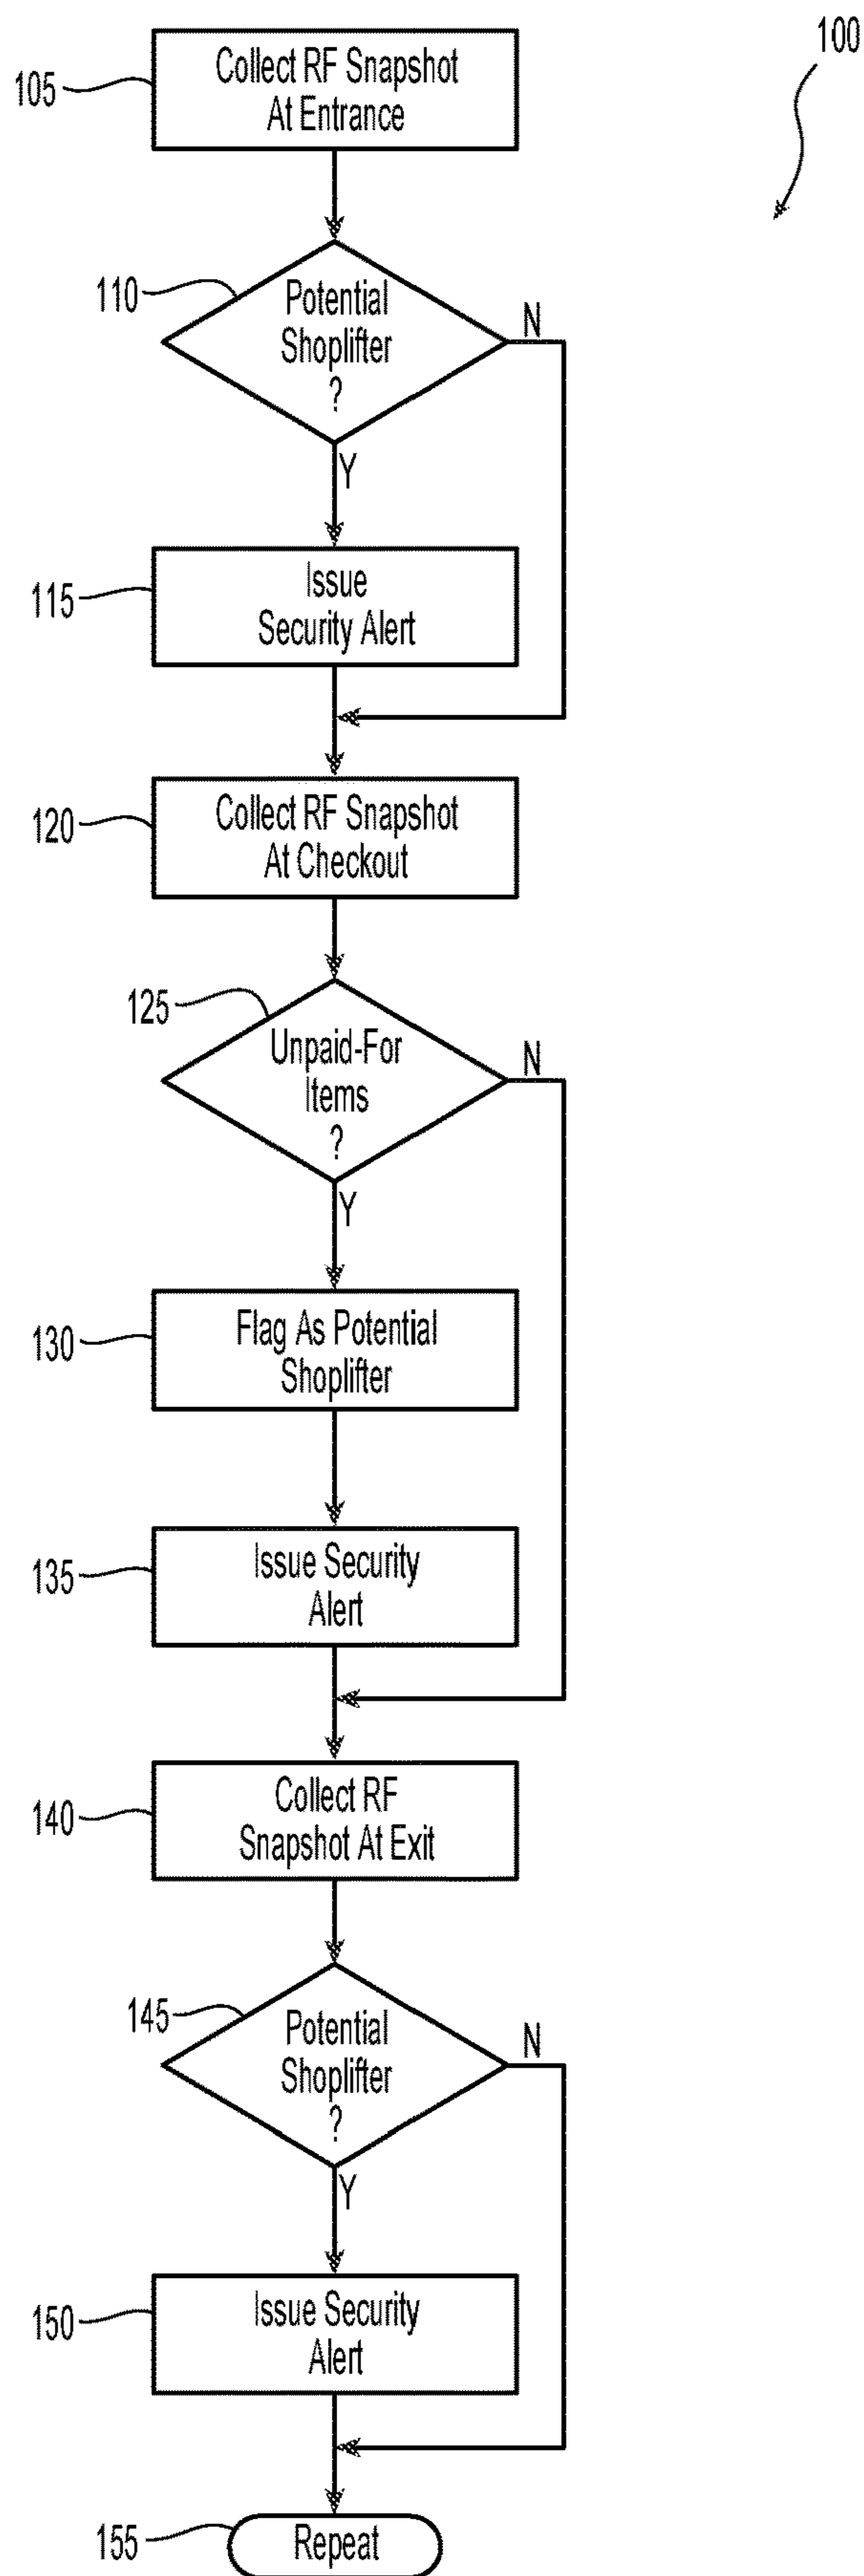 100
105
Collect RF Snapshot
At Entrance
110
Potential
Shoplifter
?
N
Y
115
Issue
Security Alert
120
Collect RF Snapshot
At Checkout
125
Unpaid-For
Items
?
N
Y
130
Flag As Potential
Shoplifter
135
Issue Security
Alert
140
Collect RF
Snapshot At Exit
145
Potential
Shoplifter
?
N
Y
150
Issue Security
Alert
155
Repeat